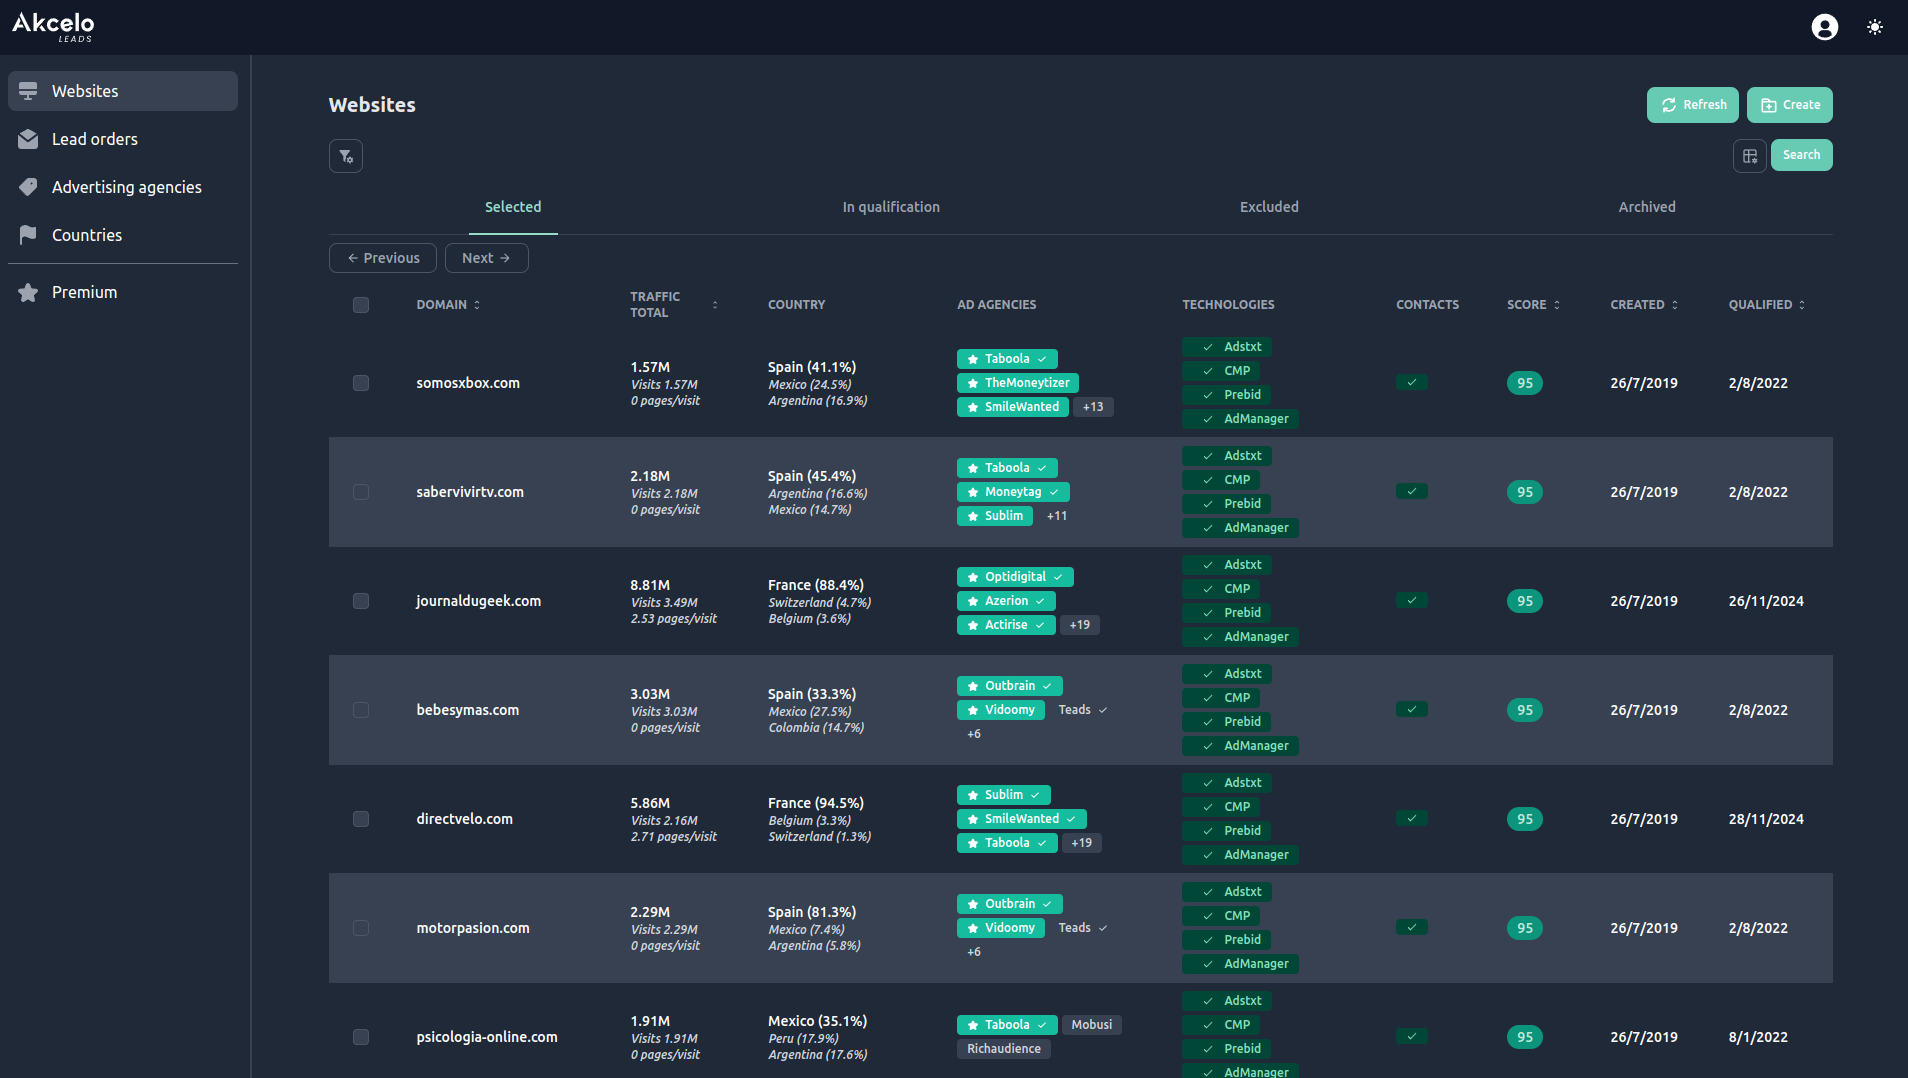 Akcelo
LEADS
Websites
Lead orders
Advertising agencies
Countries
Premium
Websites
Refresh
Create
Search
Selected
In qualification
Excluded
Archived
← Previous
Next →
DOMAIN
TRAFFIC TOTAL
COUNTRY
AD AGENCIES
TECHNOLOGIES
CONTACTS
SCORE
CREATED
QUALIFIED
somosxbox.com
1.57M
Visits 1.57M
0 pages/visit
Spain (41.1%)
Mexico (24.5%)
Argentina (16.9%)
Taboola
TheMoneytizer
SmileWanted
+13
Adstxt
CMP
Prebid
AdManager
95
26/7/2019
2/8/2022
sabervivirtv.com
2.18M
Visits 2.18M
0 pages/visit
Spain (45.4%)
Argentina (16.6%)
Mexico (14.7%)
Taboola
Moneytag
Sublim
+11
Adstxt
CMP
Prebid
AdManager
95
26/7/2019
2/8/2022
journaldugeek.com
8.81M
Visits 3.49M
2.53 pages/visit
France (88.4%)
Switzerland (4.7%)
Belgium (3.6%)
Optidigital
Azerion
Actirise
+19
Adstxt
CMP
Prebid
AdManager
95
26/7/2019
26/11/2024
bebesymas.com
3.03M
Visits 3.03M
0 pages/visit
Spain (33.3%)
Mexico (27.5%)
Colombia (14.7%)
Outbrain
Vidoomy
Teads
+6
Adstxt
CMP
Prebid
AdManager
95
26/7/2019
2/8/2022
directvelo.com
5.86M
Visits 2.16M
2.71 pages/visit
France (94.5%)
Belgium (3.3%)
Switzerland (1.3%)
Sublim
SmileWanted
Taboola
+19
Adstxt
CMP
Prebid
AdManager
95
26/7/2019
28/11/2024
motorpasion.com
2.29M
Visits 2.29M
0 pages/visit
Spain (81.3%)
Mexico (7.4%)
Argentina (5.8%)
Outbrain
Vidoomy
Teads
+6
Adstxt
CMP
Prebid
AdManager
95
26/7/2019
2/8/2022
psicologia-online.com
1.91M
Visits 1.91M
0 pages/visit
Mexico (35.1%)
Peru (17.9%)
Argentina (17.6%)
Taboola
Mobusi
Richaudience
Adstxt
CMP
Prebid
AdManager
95
26/7/2019
8/1/2022